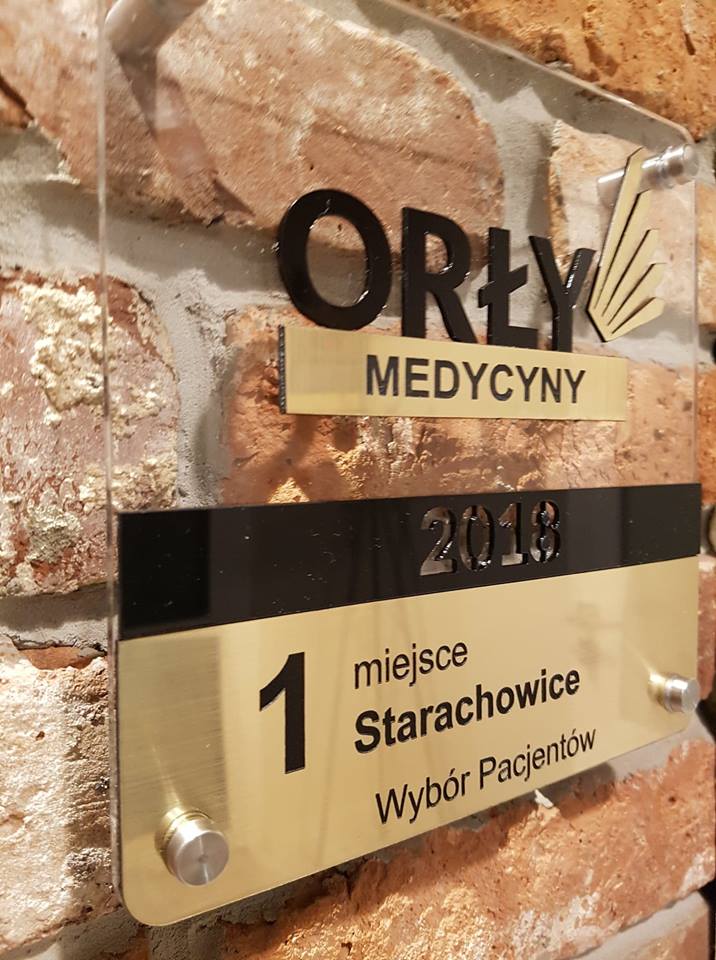 ORŁY
MEDYCYNY
2018
1 miejsce
Starachowice
Wybór Pacjentów